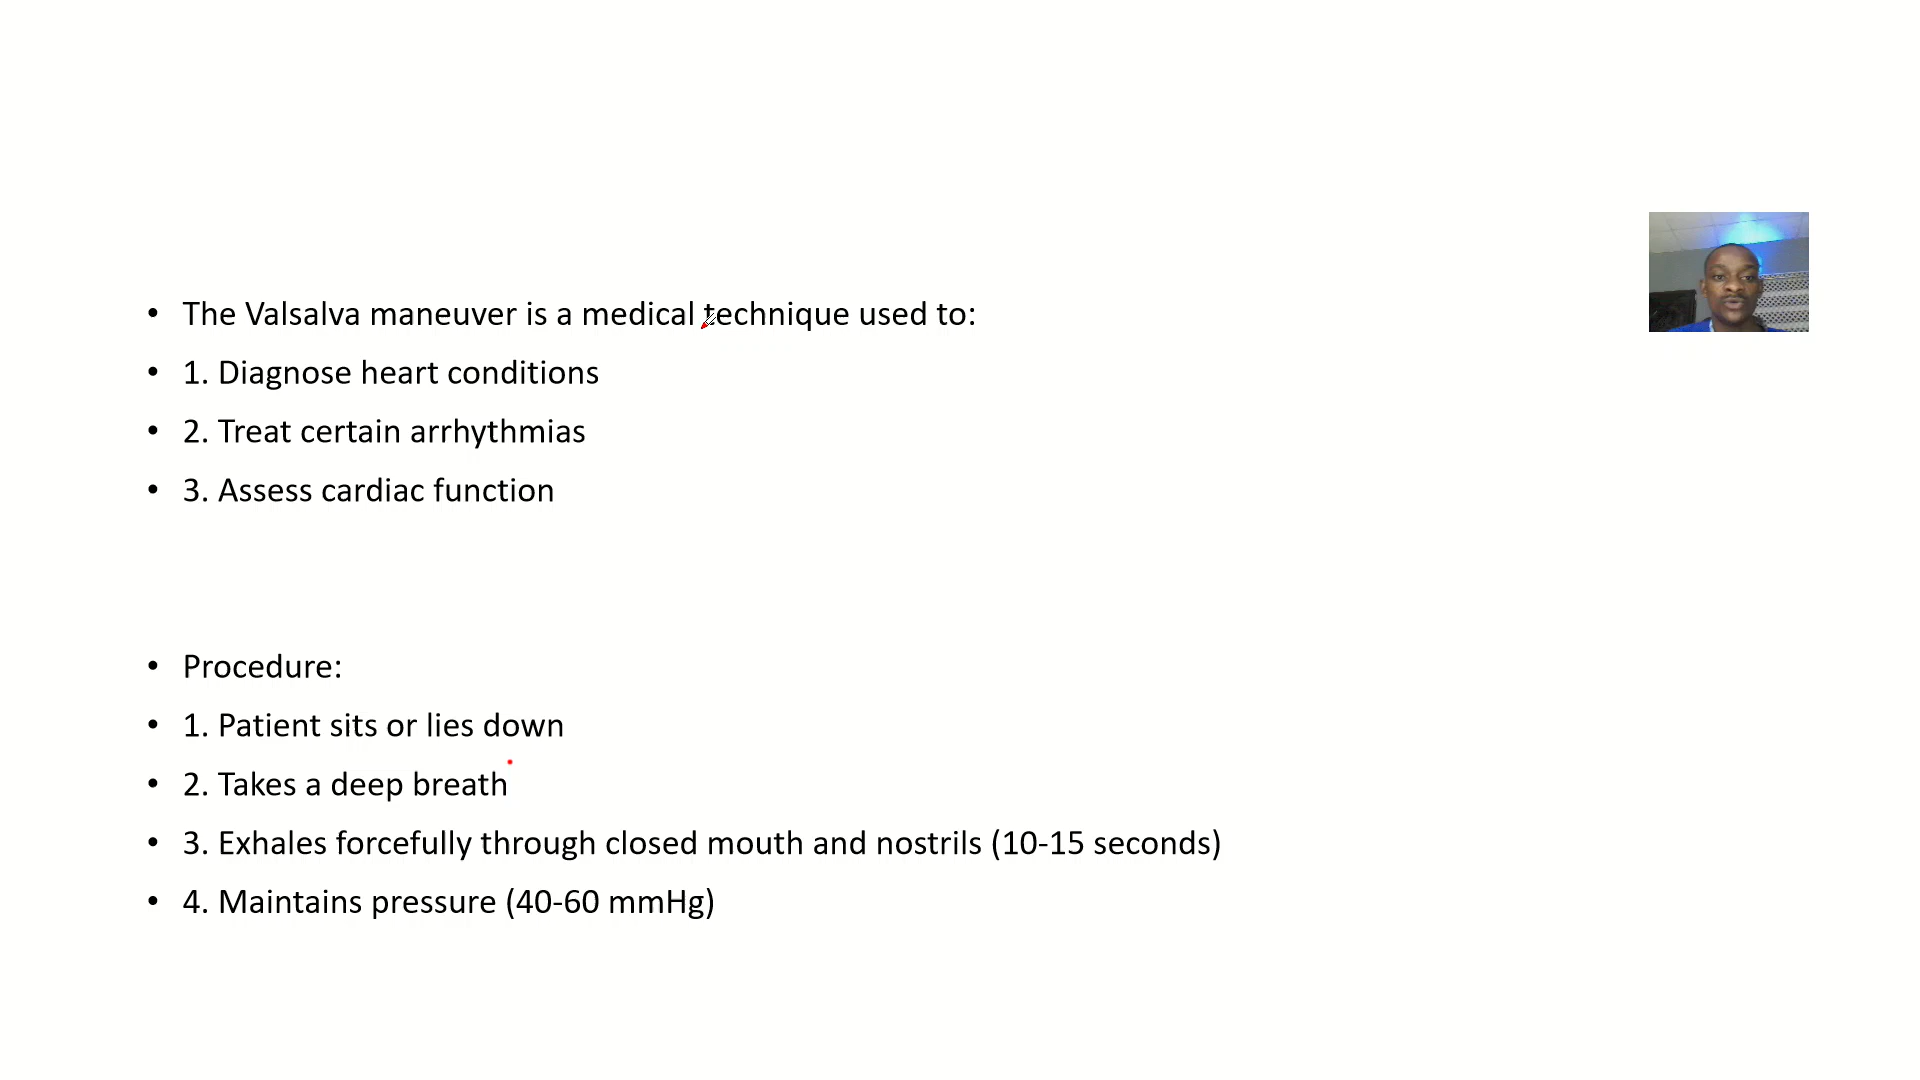 • The Valsalva maneuver is a medical technique used to:
• 1. Diagnose heart conditions
• 2. Treat certain arrhythmias
• 3. Assess cardiac function
• Procedure:
• 1. Patient sits or lies down
• 2. Takes a deep breath
• 3. Exhales forcefully through closed mouth and nostrils (10-15 seconds)
• 4. Maintains pressure (40-60 mmHg)